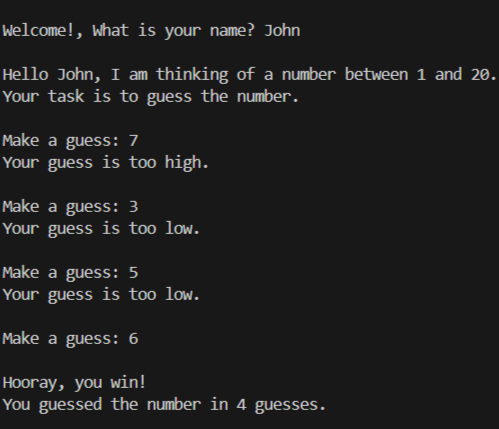 Welcome!, What is your name? John
Hello John, I am thinking of a number between 1 and 20.
Your task is to guess the number.
Make a guess: 7
Your guess is too high.
Make a guess: 3
Your guess is too low.
Make a guess: 5
Your guess is too low.
Make a guess: 6
Hooray, you win!
You guessed the number in 4 guesses.